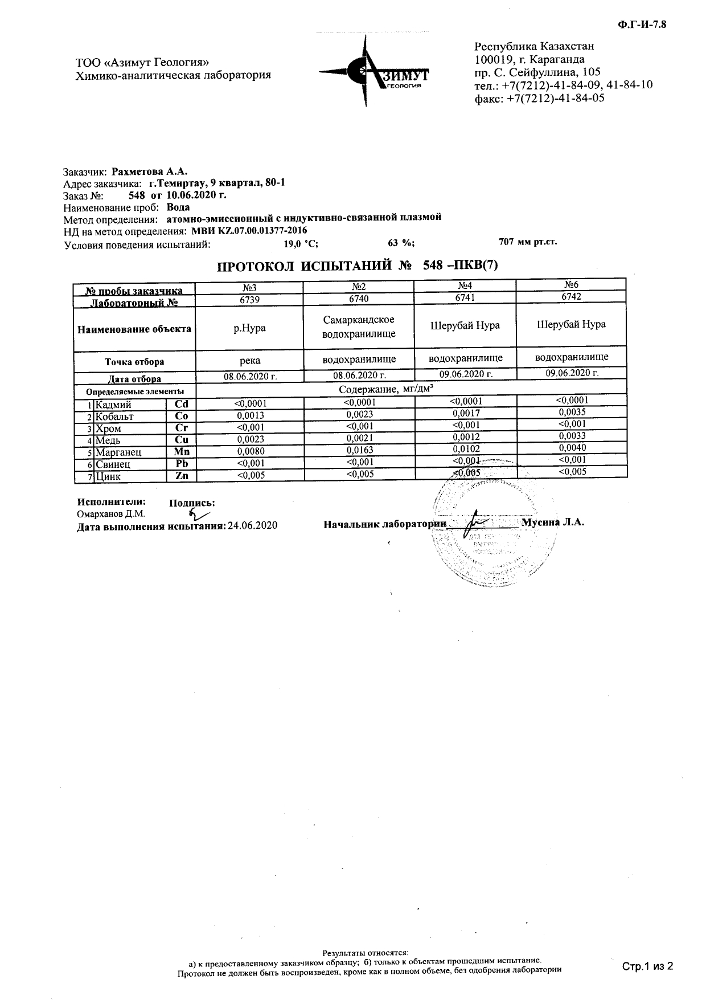 Ф.Г-И-7.8
ТОО «Азимут Геология»
Химико-аналитическая лаборатория
АЗИМУТ
ГЕОЛОГИЯ
Республика Казахстан
100019, г. Караганда
пр. С. Сейфуллина, 105
тел.: +7(7212)-41-84-09, 41-84-10
факс: +7(7212)-41-84-05
Заказчик: Рахметова А.А.
Адрес заказчика: г.Темиртау, 9 квартал, 80-1
Заказ №: 548 от 10.06.2020 г.
Наименование проб: Вода
Метод определения: атомно-эмиссионный с индуктивно-связанной плазмой
НД на метод определения: МВИ KZ.07.00.01377-2016
Условия поведения испытаний: 19,0 °С; 63 %; 707 мм рт.ст.
ПРОТОКОЛ ИСПЫТАНИЙ № 548 –ПКВ(7)
№ пробы заказчика №3 №2 №4 №6
Лабораторный № 6739 6740 6741 6742
Наименование объекта р.Нура Самаркандское водохранилище Шерубай Нура Шерубай Нура
Точка отбора река водохранилище водохранилище водохранилище
Дата отбора 08.06.2020 г. 08.06.2020 г. 09.06.2020 г. 09.06.2020 г.
Определяемые элементы Содержание, мг/дм³
1 Кадмий Cd <0,0001 <0,0001 <0,0001 <0,0001
2 Кобальт Co 0,0013 0,0023 0,0017 0,0035
3 Хром Cr <0,001 <0,001 <0,001 <0,001
4 Медь Cu 0,0023 0,0021 0,0012 0,0033
5 Марганец Mn 0,0080 0,0163 0,0102 0,0040
6 Свинец Pb <0,001 <0,001 <0,001 <0,001
7 Цинк Zn <0,005 <0,005 <0,005 <0,005
Исполнители: Подпись:
Омарханов Д.М.
Дата выполнения испытания: 24.06.2020
Начальник лаборатории Мусина Л.А.
Результаты относятся:
а) к предоставленному заказчиком образцу; б) только к объектам прошедшим испытание.
Протокол не должен быть воспроизведен, кроме как в полном объеме, без одобрения лаборатории
Стр.1 из 2